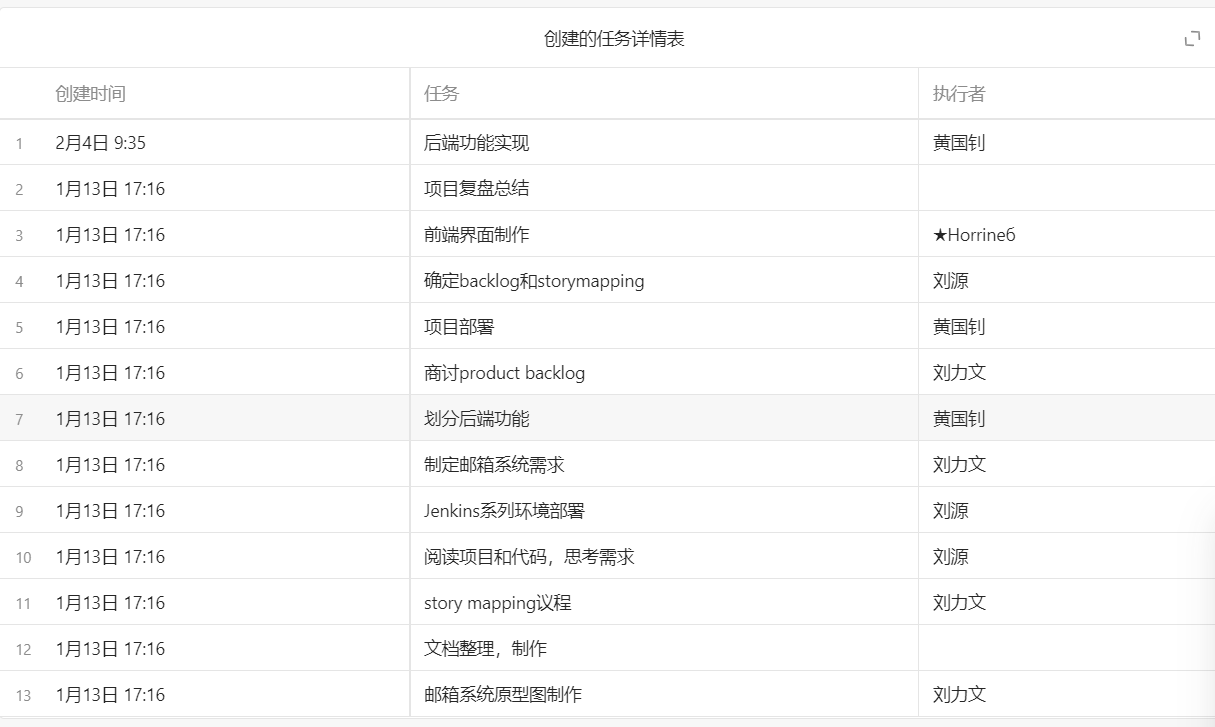 创建的任务详情表
创建时间 任务 执行者
1 2月4日 9:35 后端功能实现 黄国钊
2 1月13日 17:16 项目复盘总结
3 1月13日 17:16 前端界面制作 ★Horrine6
4 1月13日 17:16 确定backlog和storymapping 刘源
5 1月13日 17:16 项目部署 黄国钊
6 1月13日 17:16 商讨product backlog 刘力文
7 1月13日 17:16 划分后端功能 黄国钊
8 1月13日 17:16 制定邮箱系统需求 刘力文
9 1月13日 17:16 Jenkins系列环境部署 刘源
10 1月13日 17:16 阅读项目和代码，思考需求 刘源
11 1月13日 17:16 story mapping议程 刘力文
12 1月13日 17:16 文档整理，制作
13 1月13日 17:16 邮箱系统原型图制作 刘力文